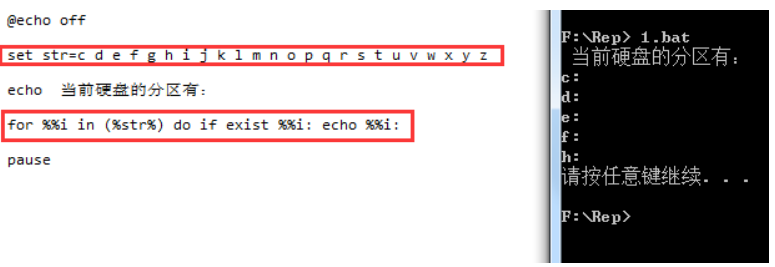 @echo off
set str=c d e f g h i j k l m n o p q r s t u v w x y z
echo  当前硬盘的分区有：
for %%i in (%str%) do if exist %%i: echo %%i:
pause
F:\Rep> 1.bat
当前硬盘的分区有：
c:
d:
e:
f:
h:
请按任意键继续. . .
F:\Rep>